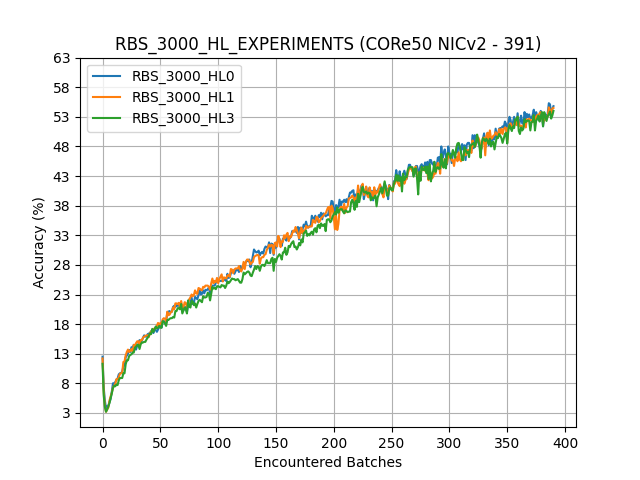 RBS_3000_HL_EXPERIMENTS (CORe50 NICv2 - 391)
RBS_3000_HL0
RBS_3000_HL1
RBS_3000_HL3
63
58
53
48
43
38
33
28
23
18
13
8
3
Accuracy (%)
0 50 100 150 200 250 300 350 400
Encountered Batches